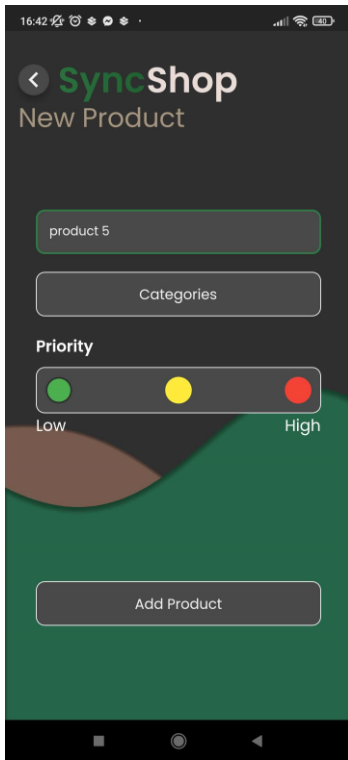 16:42
40
SyncShop
New Product
product 5
Categories
Priority
Low High
Add Product